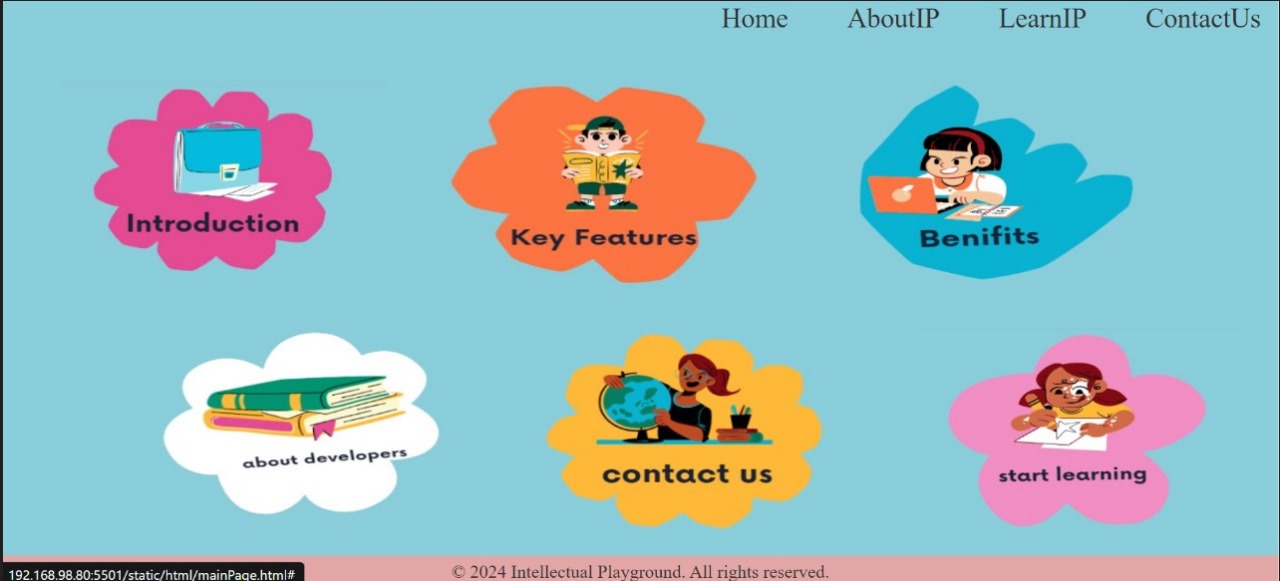 Home AboutIP LearnIP ContactUs
Introduction
Key Features
Benifits
about developers
contact us
start learning
192.168.98.80:5501/static/html/mainPage.html#
© 2024 Intellectual Playground. All rights reserved.